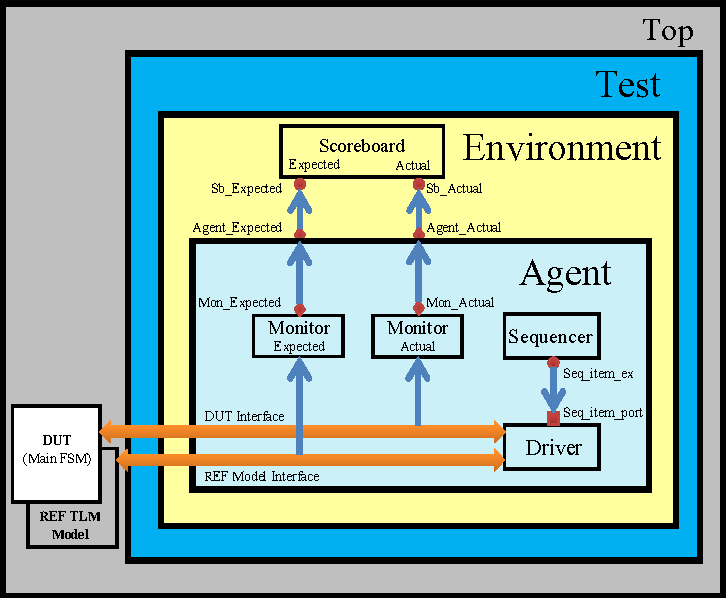 Top
Test
Environment
Scoreboard
Expected Actual
Sb_Expected Sb_Actual
Agent_Expected Agent_Actual
Agent
Mon_Expected Mon_Actual
Monitor
Expected
Monitor
Actual
Sequencer
Seq_item_ex
Seq_item_port
Driver
DUT Interface
REF Model Interface
DUT
(Main FSM)
REF TLM
Model